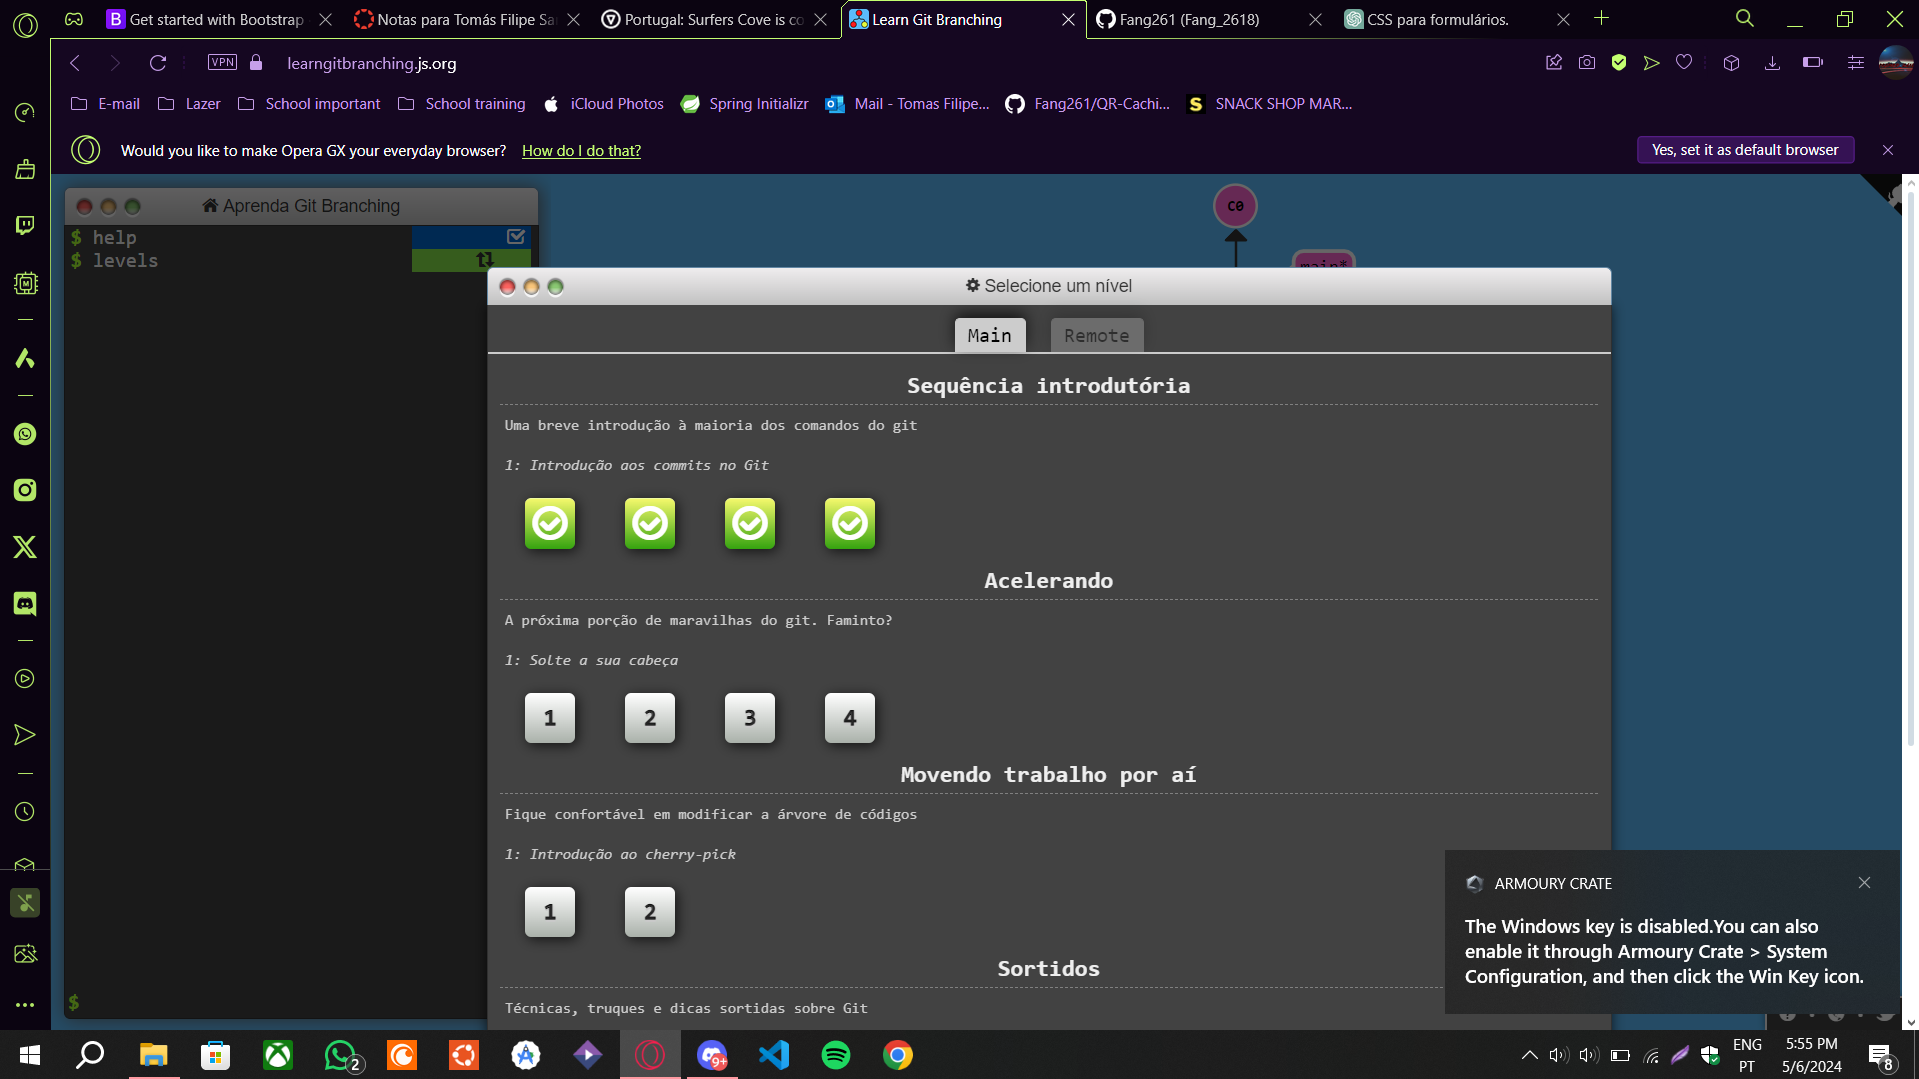 Get started with Bootstrap
Notas para Tomás Filipe Sa
Portugal: Surfers Cove is co
Learn Git Branching
Fang261 (Fang_2618)
CSS para formulários.
VPN
learngitbranching.js.org
E-mail
Lazer
School important
School training
iCloud Photos
Spring Initializr
Mail - Tomas Filipe...
Fang261/QR-Cachi...
S
SNACK SHOP MAR...
Would you like to make Opera GX your everyday browser?
How do I do that?
Yes, set it as default browser
Aprenda Git Branching
$ help
$ levels
$
C0
main*
Selecione um nível
Main
Remote
Sequência introdutória
Uma breve introdução à maioria dos comandos do git
1: Introdução aos commits no Git
Acelerando
A próxima porção de maravilhas do git. Faminto?
1: Solte a sua cabeça
1
2
3
4
Movendo trabalho por aí
Fique confortável em modificar a árvore de códigos
1: Introdução ao cherry-pick
1
2
Sortidos
Técnicas, truques e dicas sortidas sobre Git
ARMOURY CRATE
The Windows key is disabled.You can also
enable it through Armoury Crate > System
Configuration, and then click the Win Key icon.
2
9+
ENG
PT
5:55 PM
5/6/2024
8